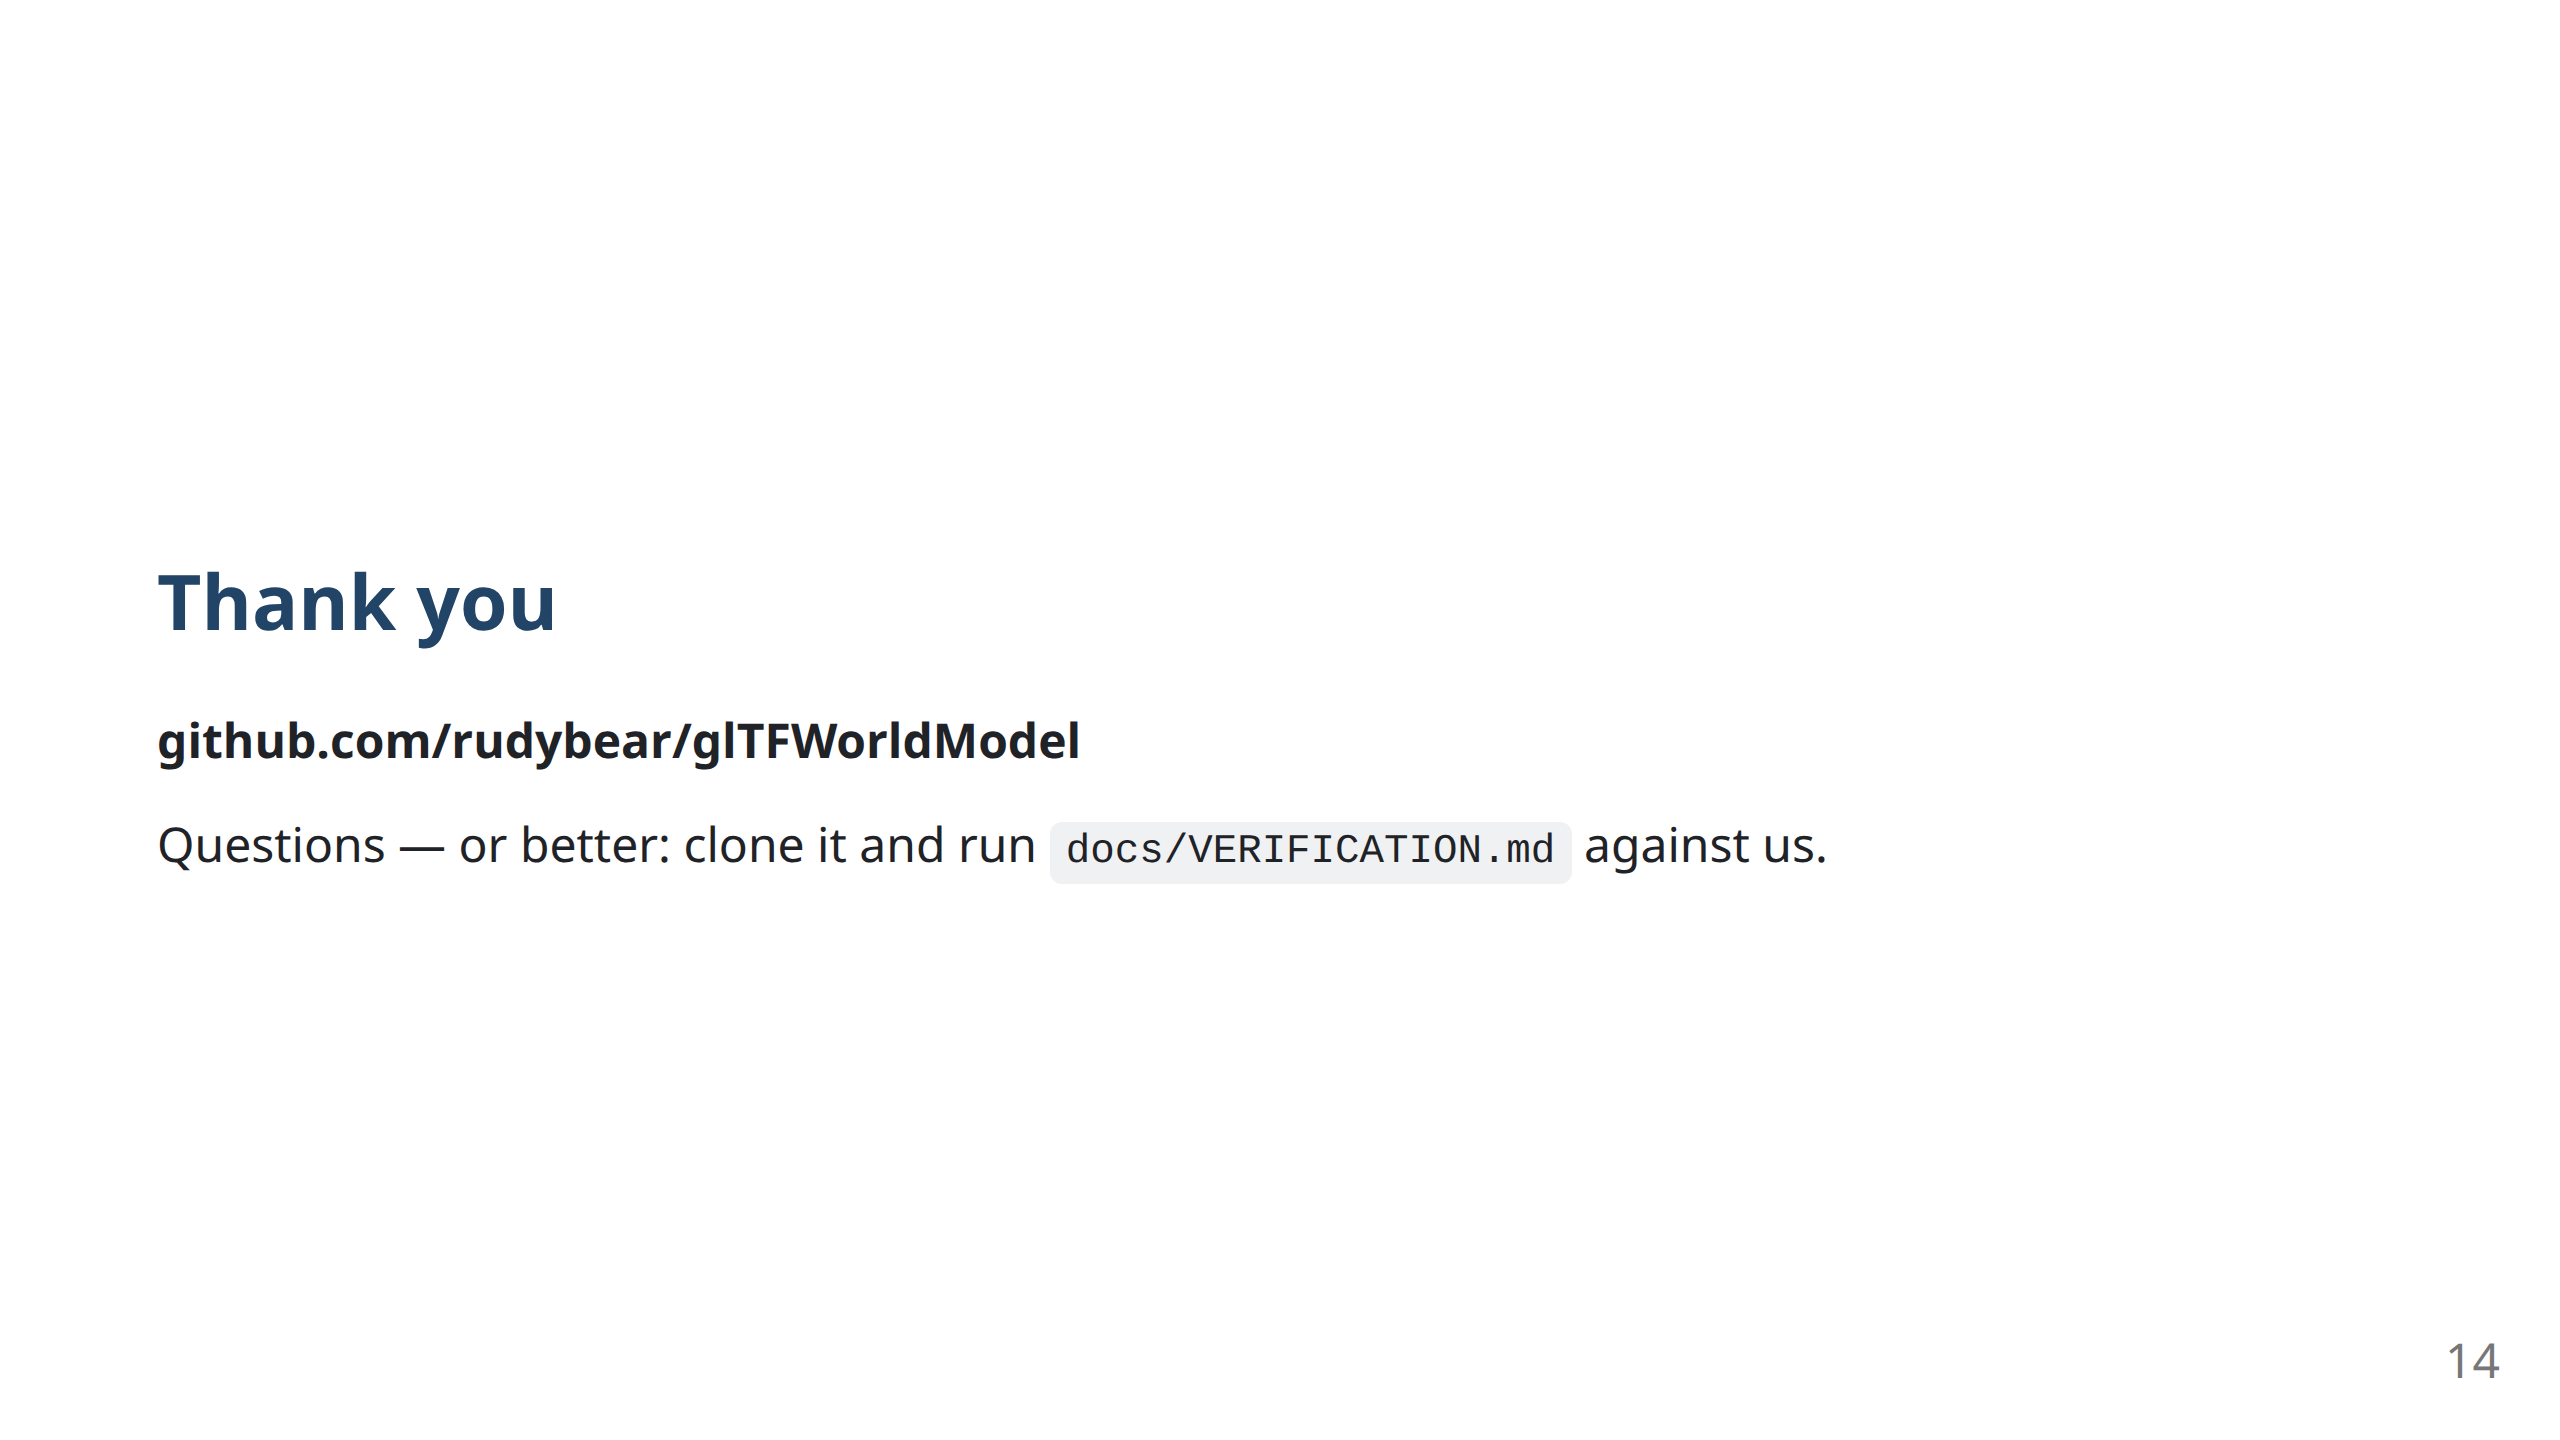 Thank you
github.com/rudybear/glTFWorldModel
Questions — or better: clone it and run docs/VERIFICATION.md against us.
14